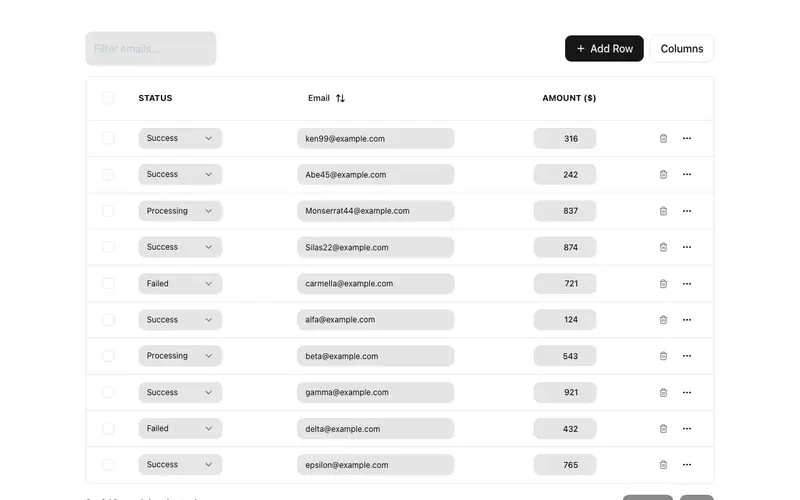 Filter emails...
+ Add Row
Columns
STATUS Email AMOUNT ($)
Success ken99@example.com 316
Success Abe45@example.com 242
Processing Monserrat44@example.com 837
Success Silas22@example.com 874
Failed carmella@example.com 721
Success alfa@example.com 124
Processing beta@example.com 543
Success gamma@example.com 921
Failed delta@example.com 432
Success epsilon@example.com 765